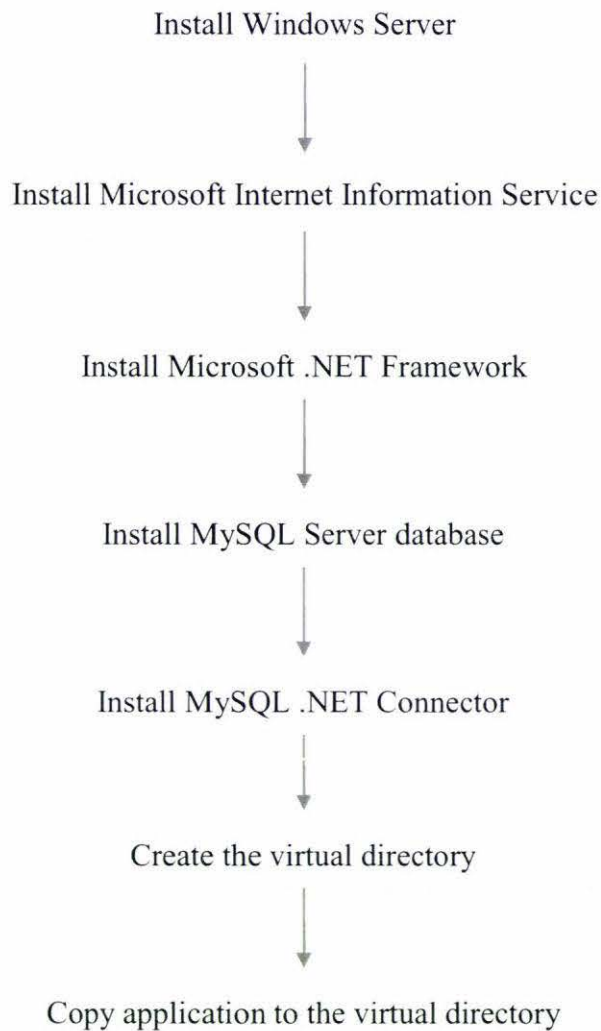 Install Windows Server
Install Microsoft Internet Information Service
Install Microsoft .NET Framework
Install MySQL Server database
Install MySQL .NET Connector
Create the virtual directory
Copy application to the virtual directory